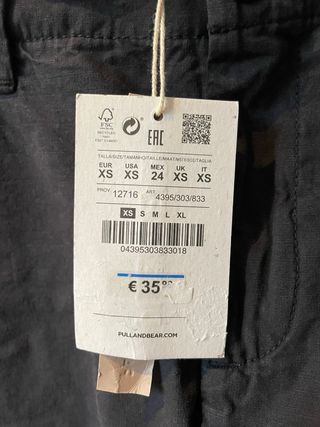 FSC
EAC
TALLA/SIZE/TAMANHO/TAILLE/MAAT/NETESSE/TAGLIA
EUR USA MEX UK IT
XS XS 24 XS XS
PROV. 12716 ART. 4395/303/833
XS S M L XL
04395303833018
€ 35
PULLANDBEAR.COM